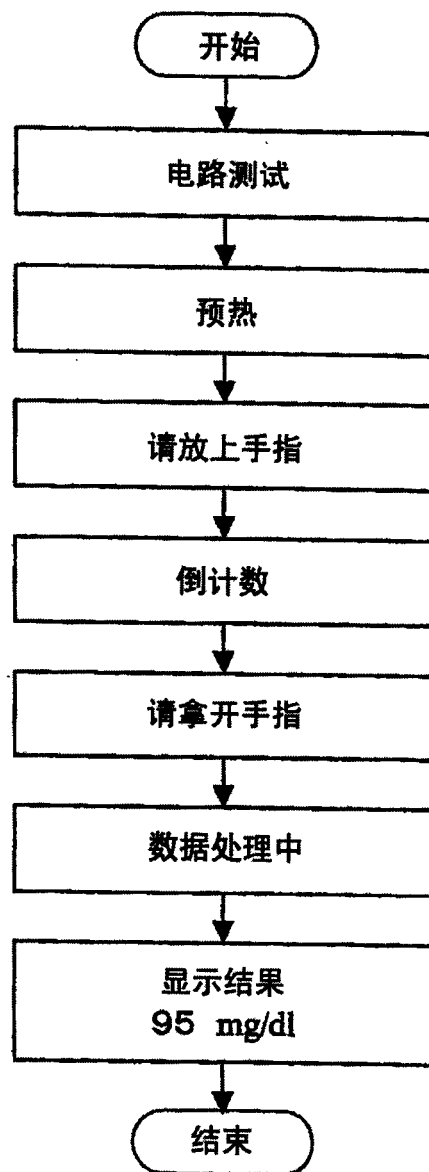 开始
电路测试
预热
请放上手指
倒计数
请拿开手指
数据处理中
显示结果
95 mg/dl
结束